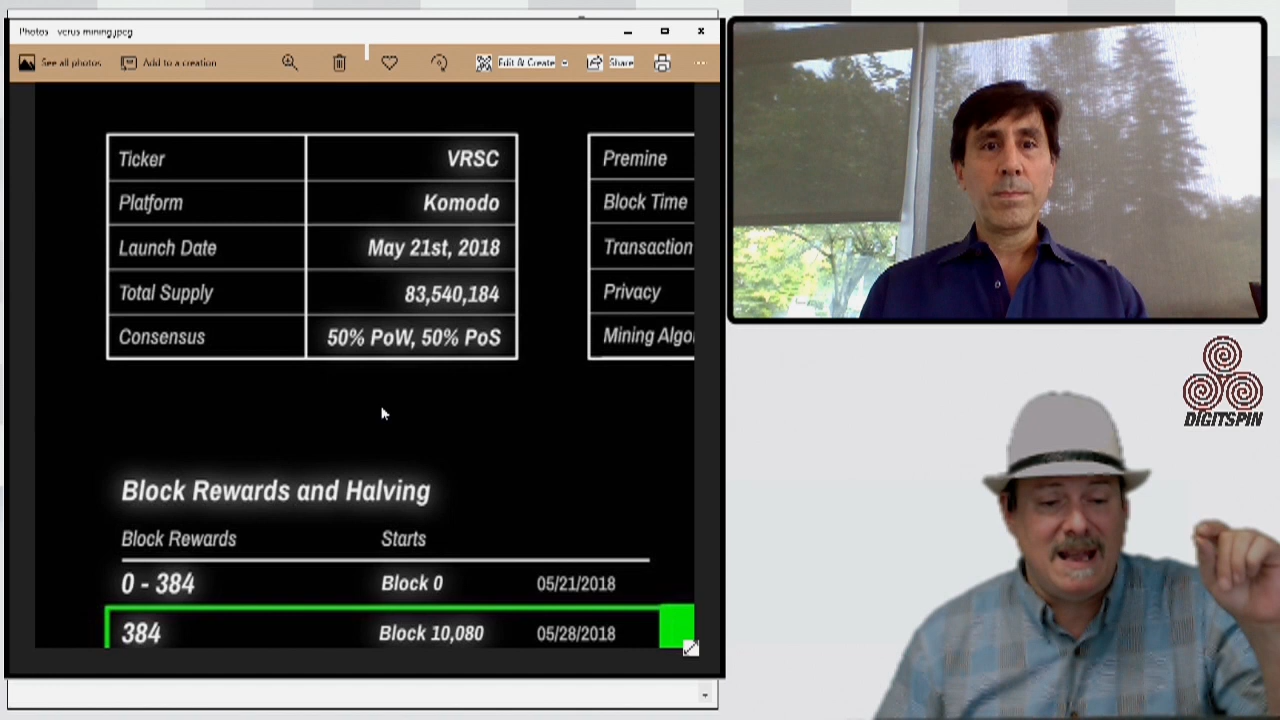 Photos - verus mining.jpeg
See all photos
Add to a creation
Edit & Create
Share
Ticker VRSC
Platform Komodo
Launch Date May 21st, 2018
Total Supply 83,540,184
Consensus 50% PoW, 50% PoS
Premine
Block Time
Transaction
Privacy
Mining Algo
DIGITSPIN
Block Rewards and Halving
Block Rewards Starts
0 - 384 Block 0 05/21/2018
384 Block 10,080 05/28/2018